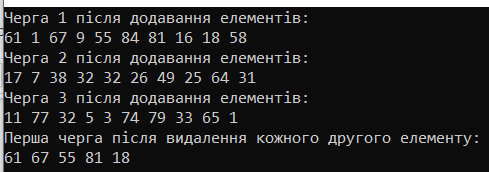 Черга 1 після додавання елементів:
61 1 67 9 55 84 81 16 18 58
Черга 2 після додавання елементів:
17 7 38 32 32 26 49 25 64 31
Черга 3 після додавання елементів:
11 77 32 5 3 74 79 33 65 1
Перша черга після видалення кожного другого елементу:
61 67 55 81 18